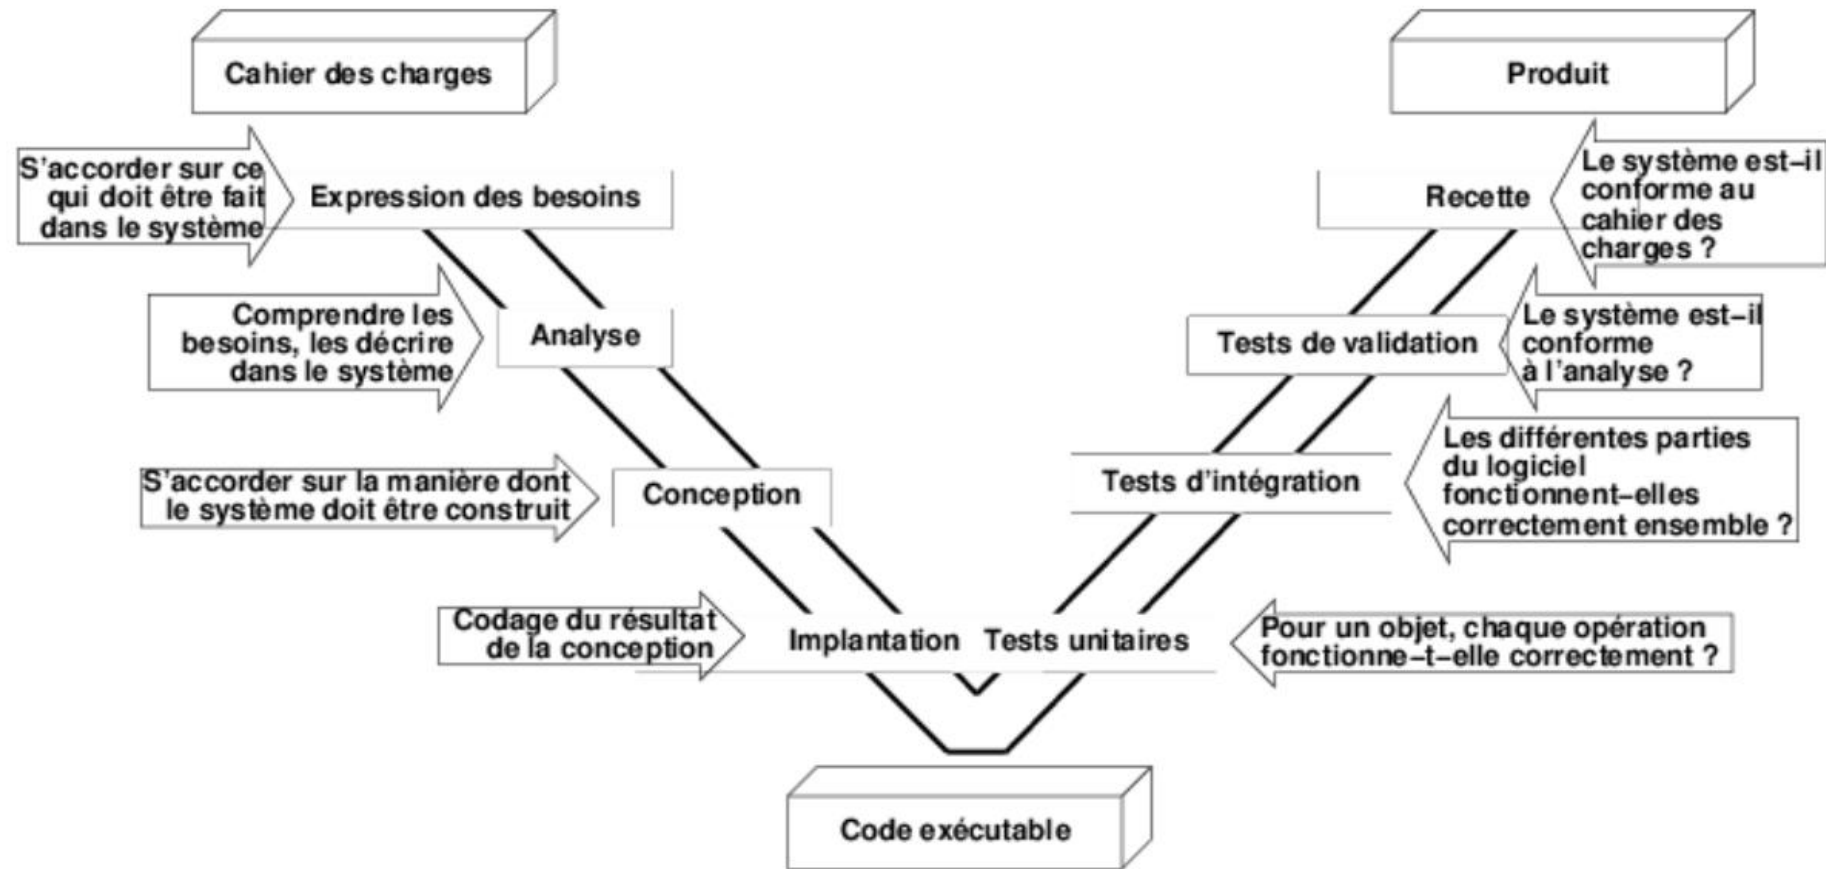 Cahier des charges
Produit
S'accorder sur ce
qui doit être fait
dans le système
Expression des besoins
Recette
Le système est–il
conforme au
cahier des
charges ?
Comprendre les
besoins, les décrire
dans le système
Analyse
Tests de validation
Le système est–il
conforme
à l'analyse ?
S'accorder sur la manière dont
le système doit être construit
Conception
Tests d'intégration
Les différentes parties
du logiciel
fonctionnent–elles
correctement ensemble ?
Codage du résultat
de la conception
Implantation
Tests unitaires
Pour un objet, chaque opération
fonctionne–t–elle correctement ?
Code exécutable